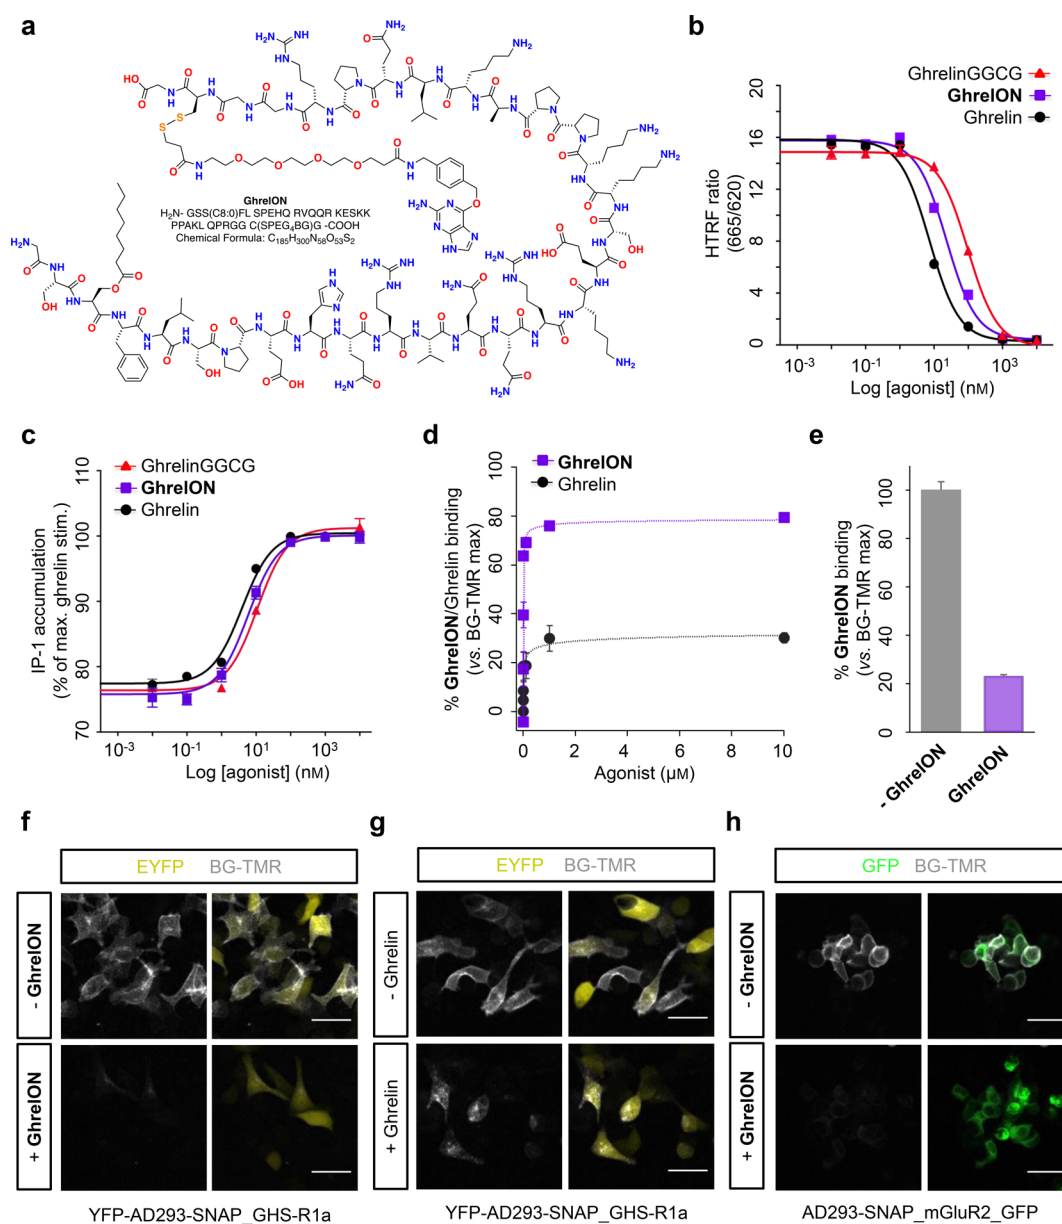 a
GhrelON
H₂N- GSS(C8:0)FL SPEHQ RVQQR KESKK
PPAKL QPRGG C(SPEG₄BG)G -COOH
Chemical Formula: C₁₈₅H₃₀₀N₅₈O₅₃S₂
b
GhrelinGGCG
GhrelON
Ghrelin
HTRF ratio
(665/620)
20
16
12
8
4
0
10⁻³ 10⁻¹ 10¹ 10³
Log [agonist] (nM)
c
GhrelinGGCG
GhrelON
Ghrelin
IP-1 accumulation
(% of max. ghrelin stim.)
110
100
90
80
70
10⁻³ 10⁻¹ 10¹ 10³
Log [agonist] (nM)
d
GhrelON
Ghrelin
% GhrelON/Ghrelin binding
(vs. BG-TMR max)
100
80
60
40
20
0
0 2 4 6 8 10
Agonist (µM)
e
% GhrelON binding
(vs. BG-TMR max)
100
80
60
40
20
0
- GhrelON
GhrelON
f
EYFP BG-TMR
- GhrelON
+ GhrelON
YFP-AD293-SNAP_GHS-R1a
g
EYFP BG-TMR
- Ghrelin
+ Ghrelin
YFP-AD293-SNAP_GHS-R1a
h
GFP BG-TMR
- GhrelON
+ GhrelON
AD293-SNAP_mGluR2_GFP